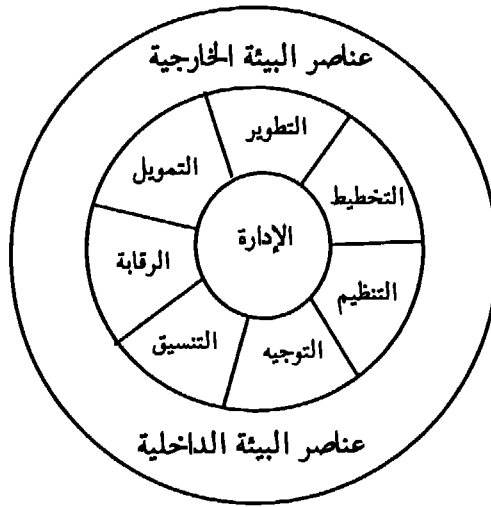 عناصر البيئة الخارجية
التطوير
التمويل
التخطيط
الإدارة
الرقابة
التنظيم
التنسيق
التوجيه
عناصر البيئة الداخلية